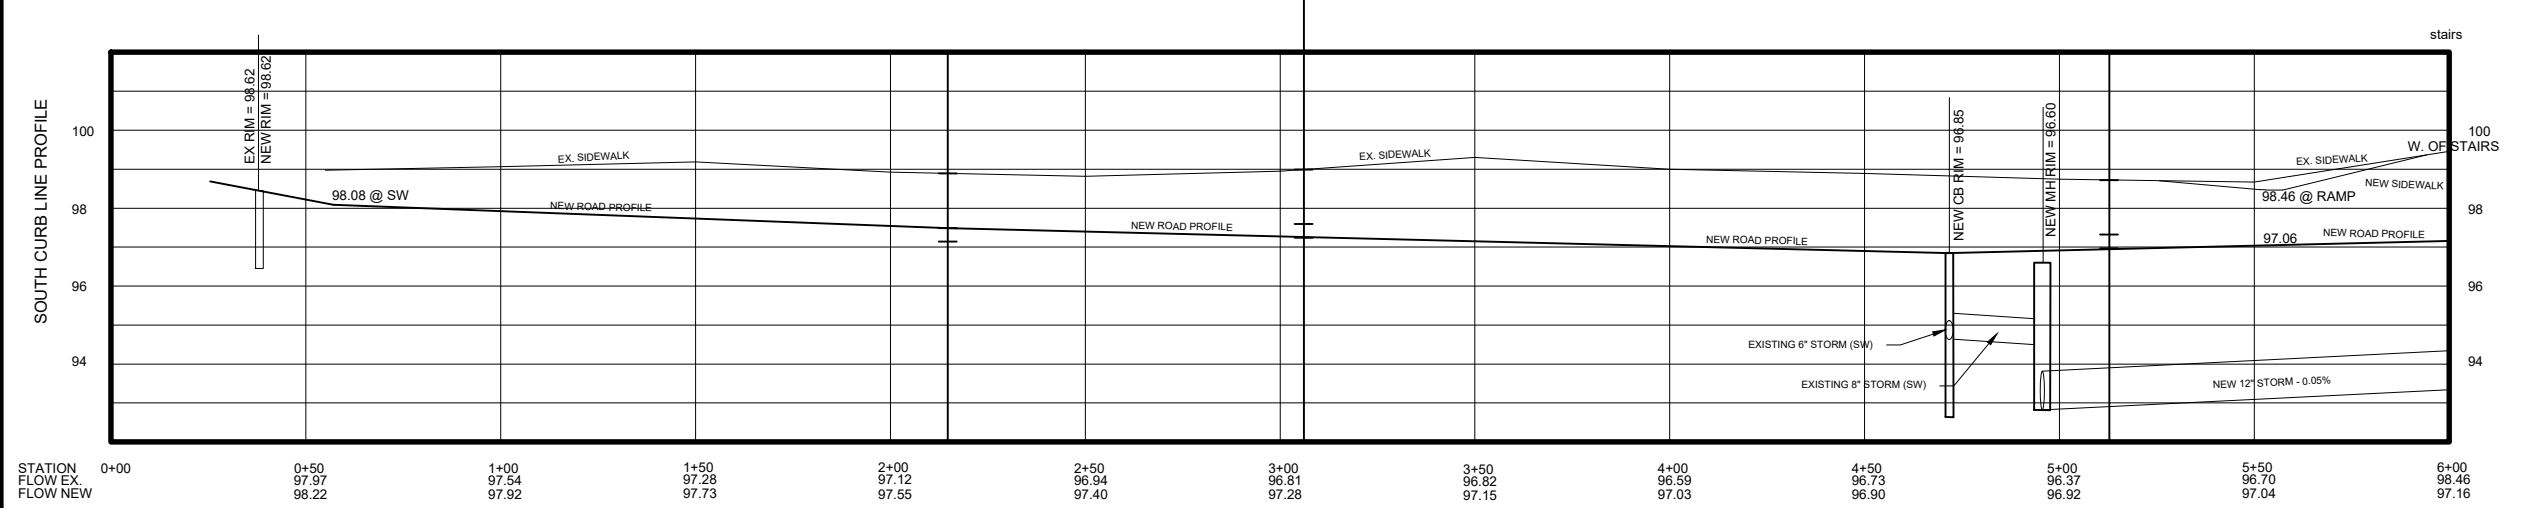 stairs
SOUTH CURB LINE PROFILE
EX RIM = 98.62
NEW RIM = 98.62
NEW CB RIM = 96.85
NEW MH RIM = 96.60
100
100
W. OF STAIRS
EX. SIDEWALK
EX. SIDEWALK
EX. SIDEWALK
NEW SIDEWALK
98.08 @ SW
98.46 @ RAMP
98
98
NEW ROAD PROFILE
NEW ROAD PROFILE
NEW ROAD PROFILE
97.06
NEW ROAD PROFILE
96
96
EXISTING 6" STORM (SW)
94
94
EXISTING 8" STORM (SW)
NEW 12" STORM - 0.05%
STATION 0+00 0+50 1+00 1+50 2+00 2+50 3+00 3+50 4+00 4+50 5+00 5+50 6+00
FLOW EX. 97.97 97.54 97.28 97.12 96.94 96.81 96.82 96.59 96.73 96.37 96.70 98.46
FLOW NEW 98.22 97.92 97.73 97.55 97.40 97.28 97.15 97.03 96.90 96.92 97.04 97.16